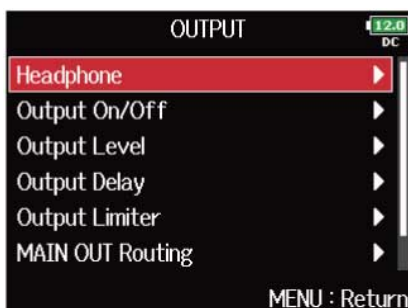 OUTPUT
12.0
DC
Headphone
Output On/Off
Output Level
Output Delay
Output Limiter
MAIN OUT Routing
MENU : Return